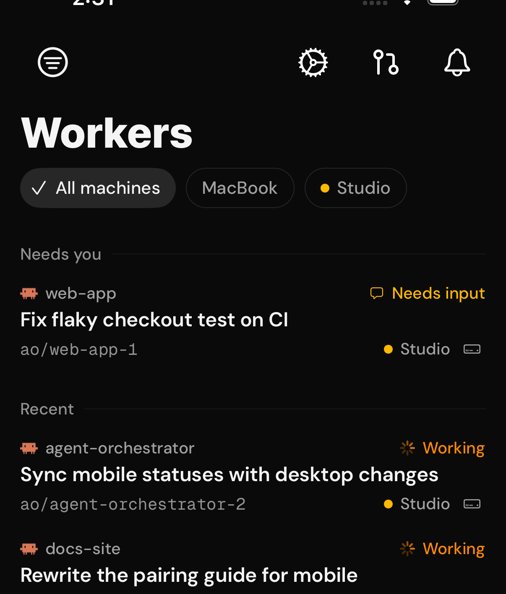 Workers
All machines MacBook Studio
Needs you
web-app Needs input
Fix flaky checkout test on CI
ao/web-app-1 Studio
Recent
agent-orchestrator Working
Sync mobile statuses with desktop changes
ao/agent-orchestrator-2 Studio
docs-site Working
Rewrite the pairing guide for mobile